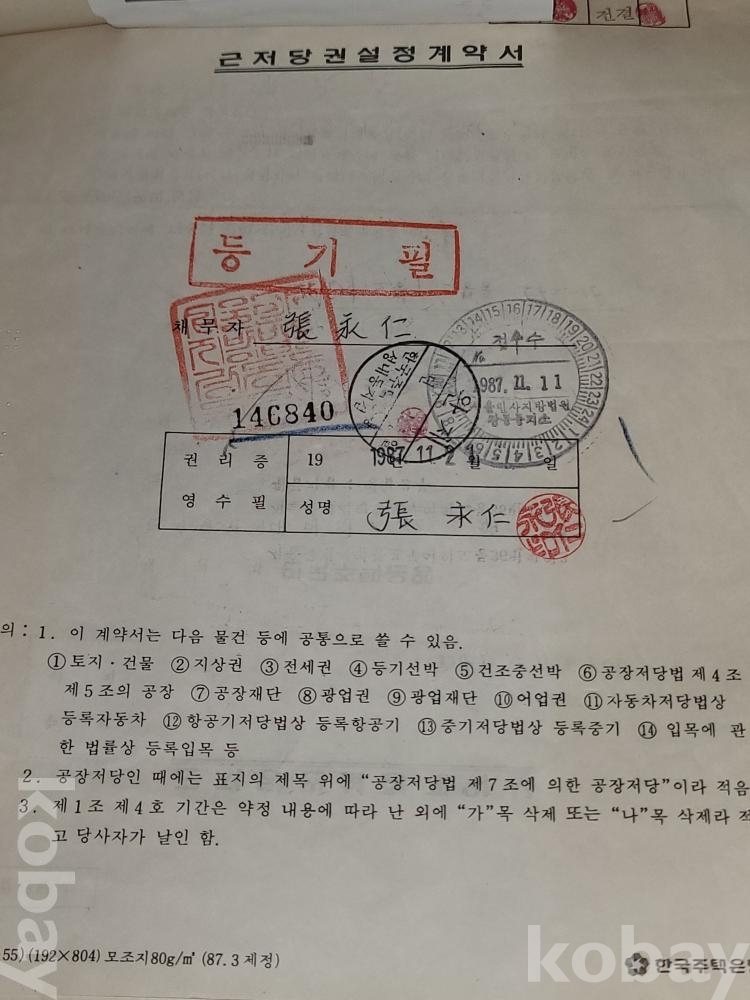 전결
근저당권설정계약서
등기필
채무자 張永仁
접수
No
1987. 11. 11
146840
권리증 19 년 월 일
1987. 11. 2
영수필 성명 張永仁
의 : 1. 이 계약서는 다음 물건 등에 공통으로 쓸 수 있음.
①토지·건물 ②지상권 ③전세권 ④등기선박 ⑤건조중선박 ⑥공장저당법 제4조
제5조의 공장 ⑦공장재단 ⑧광업권 ⑨광업재단 ⑩어업권 ⑪자동차저당법상
등록자동차 ⑫항공기저당법상 등록항공기 ⑬중기저당법상 등록중기 ⑭입목에 관
한 법률상 등록입목 등
2. 공장저당인 때에는 표지의 제목 위에 “공장저당법 제7조에 의한 공장저당”이라 적음
3. 제1조 제4호 기간은 약정 내용에 따라 난 외에 “가”목 삭제 또는 “나”목 삭제라 적
고 당사자가 날인 함.
55) (192×804) 모조지80g/㎡ (87. 3 제정)
한국주택은행
kobay
kobay